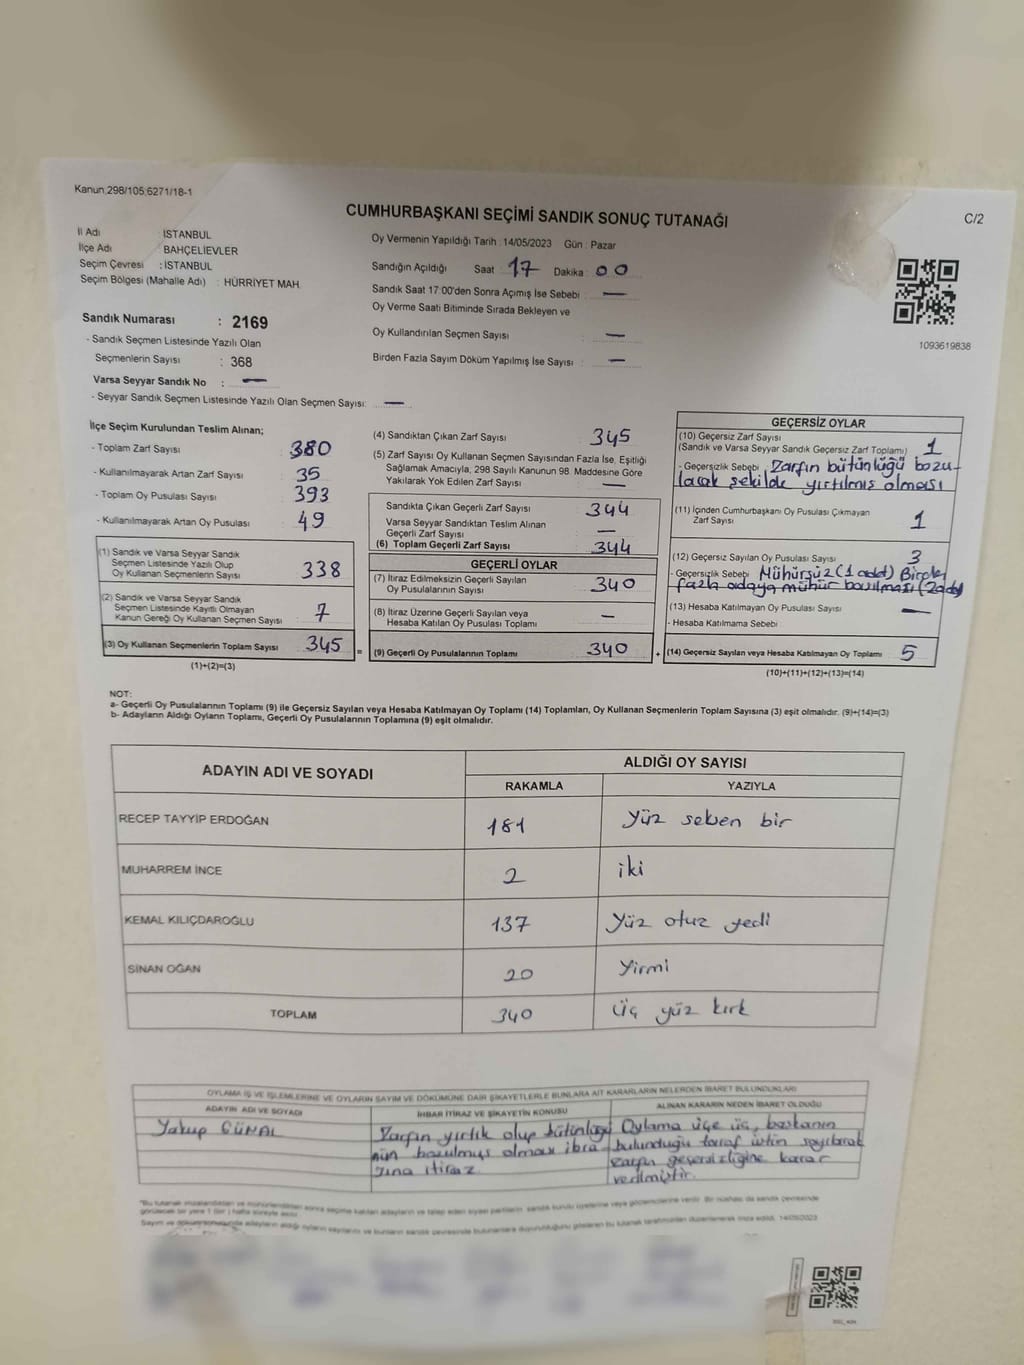 Kanun,298/105,6271/18-1
CUMHURBAŞKANI SEÇİMİ SANDIK SONUÇ TUTANAĞI
C/2
İl Adı : İSTANBUL
İlçe Adı : BAHÇELİEVLER
Seçim Çevresi : İSTANBUL
Seçim Bölgesi (Mahalle Adı) : HÜRRİYET MAH.
Oy Vermenin Yapıldığı Tarih : 14/05/2023 Gün : Pazar
Sandığın Açıldığı Saat 17 Dakika 00
Sandık Saat 17:00'den Sonra Açımış İse Sebebi : —
Oy Verme Saati Bitiminde Sırada Bekleyen ve
Oy Kullandırılan Seçmen Sayısı : —
Birden Fazla Sayım Döküm Yapılmış İse Sayısı : —
1093619838
Sandık Numarası : 2169
- Sandık Seçmen Listesinde Yazılı Olan
Seçmenlerin Sayısı : 368
Varsa Seyyar Sandık No : —
- Seyyar Sandık Seçmen Listesinde Yazılı Olan Seçmen Sayısı: —
İlçe Seçim Kurulundan Teslim Alınan;
- Toplam Zarf Sayısı : 380
- Kullanılmayarak Artan Zarf Sayısı : 35
- Toplam Oy Pusulası Sayısı : 393
- Kullanılmayarak Artan Oy Pusulası : 49
(1) Sandık ve Varsa Seyyar Sandık
Seçmen Listesinde Yazılı Olup
Oy Kullanan Seçmenlerin Sayısı 338
(2) Sandık ve Varsa Seyyar Sandık
Seçmen Listesinde Kayıtlı Olmayan
Kanun Gereği Oy Kullanan Seçmen Sayısı 7
(3) Oy Kullanan Seçmenlerin Toplam Sayısı 345
(1)+(2)=(3)
(4) Sandıktan Çıkan Zarf Sayısı : 345
(5) Zarf Sayısı Oy Kullanan Seçmen Sayısından Fazla İse, Eşitliği
Sağlamak Amacıyla, 298 Sayılı Kanunun 98. Maddesine Göre
Yakılarak Yok Edilen Zarf Sayısı : —
Sandıkta Çıkan Geçerli Zarf Sayısı : 344
Varsa Seyyar Sandıktan Teslim Alınan
Geçerli Zarf Sayısı : —
(6) Toplam Geçerli Zarf Sayısı : 344
GEÇERLİ OYLAR
(7) İtiraz Edilmeksizin Geçerli Sayılan
Oy Pusulalarının Sayısı : 340
(8) İtiraz Üzerine Geçerli Sayılan veya
Hesaba Katılan Oy Pusulası Toplamı : —
= (9) Geçerli Oy Pusulalarının Toplamı : 340
GEÇERSİZ OYLAR
(10) Geçersiz Zarf Sayısı
(Sandık ve Varsa Seyyar Sandık Geçersiz Zarf Toplamı) : 1
- Geçersizlik Sebebi : Zarfın bütünlüğü bozu-
lacak şekilde yırtılmış olması
(11) İçinden Cumhurbaşkanı Oy Pusulası Çıkmayan
Zarf Sayısı : 1
(12) Geçersiz Sayılan Oy Pusulası Sayısı : 3
- Geçersizlik Sebebi : Mühürsüz (1 adet) Birden
fazla adaya mühür basılması (2 adet)
(13) Hesaba Katılmayan Oy Pusulası Sayısı : —
- Hesaba Katılmama Sebebi :
+ (14) Geçersiz Sayılan veya Hesaba Katılmayan Oy Toplamı : 5
(10)+(11)+(12)+(13)=(14)
NOT:
a- Geçerli Oy Pusulalarının Toplamı (9) ile Geçersiz Sayılan veya Hesaba Katılmayan Oy Toplamı (14) Toplamları, Oy Kullanan Seçmenlerin Toplam Sayısına (3) eşit olmalıdır. (9)+(14)=(3)
b- Adayların Aldığı Oyların Toplamı, Geçerli Oy Pusulalarının Toplamına (9) eşit olmalıdır.
ADAYIN ADI VE SOYADI ALDIĞI OY SAYISI
RAKAMLA YAZIYLA
RECEP TAYYİP ERDOĞAN 181 Yüz seksen bir
MUHARREM İNCE 2 iki
KEMAL KILIÇDAROĞLU 137 Yüz otuz yedi
SİNAN OĞAN 20 Yirmi
TOPLAM 340 Üç yüz kırk
OYLAMA İŞ VE İŞLEMLERİNE VE OYLARIN SAYIM VE DÖKÜMÜNE DAİR ŞİKAYETLERLE BUNLARA AİT KARARLARIN NELERDEN İBARET BULUNDUKLARI
ADAYIN ADI VE SOYADI İHBAR İTİRAZ VE ŞİKAYETİN KONUSU ALINAN KARARIN NEDEN İBARET OLDUĞU
Yakup GÜNAL Zarfın yırtık olup bütünlüğü Oylama üçe üç, başkanın
nün bozulmuş olması bulunduğu taraf üstün sayılarak
itiraz. zarfın geçersizliğine karar
verilmiştir.